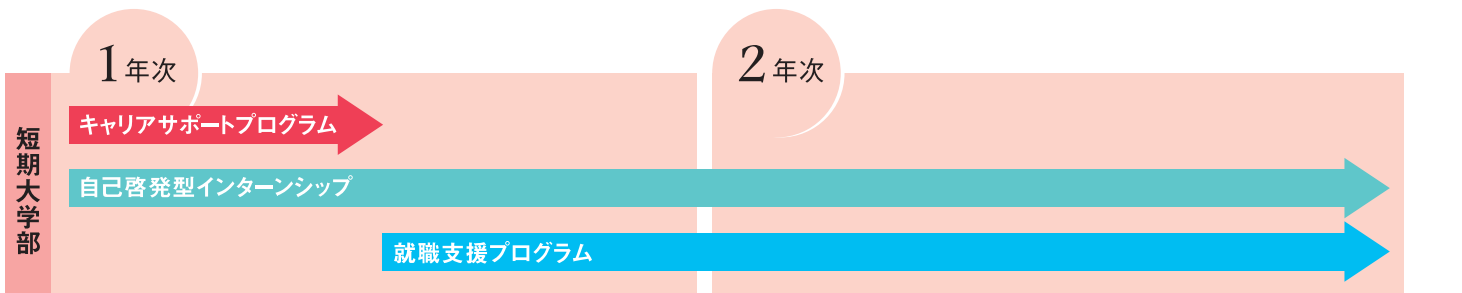 1年次
2年次
短期大学部
キャリアサポートプログラム
自己啓発型インターンシップ
就職支援プログラム